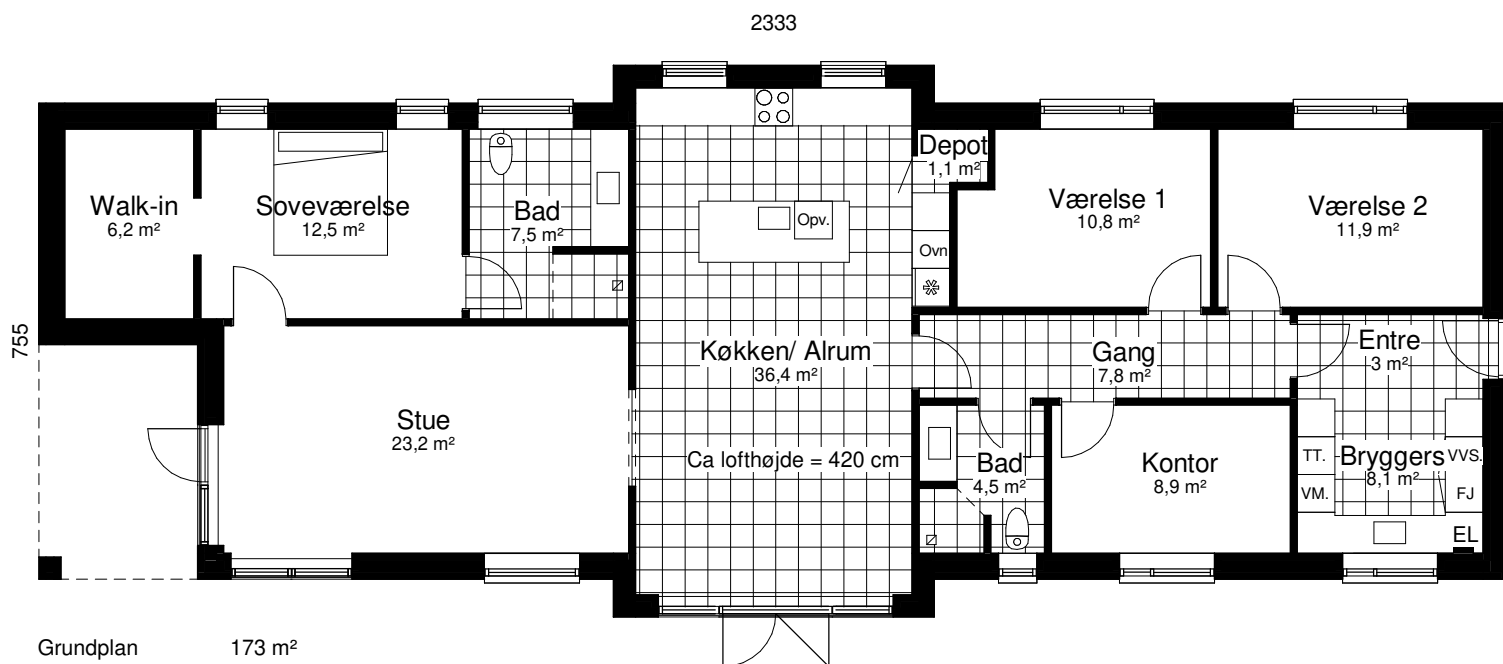 2333
Depot
1,1 m²
Walk-in
6,2 m²
Soveværelse
12,5 m²
Bad
7,5 m²
Opv.
Ovn
Værelse 1
10,8 m²
Værelse 2
11,9 m²
755
Køkken/ Alrum
36,4 m²
Gang
7,8 m²
Entre
3 m²
Stue
23,2 m²
Ca lofthøjde = 420 cm
Bad
4,5 m²
Kontor
8,9 m²
TT.
Bryggers
8,1 m²
VVS.
VM.
FJ
EL
Grundplan 173 m²